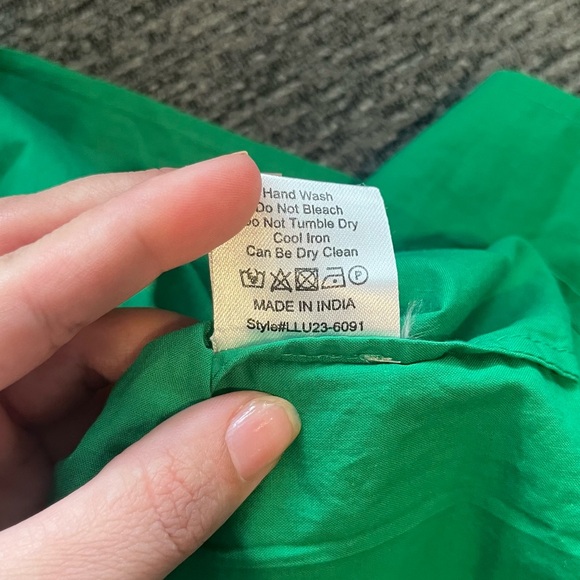 Hand Wash
Do Not Bleach
Do Not Tumble Dry
Cool Iron
Can Be Dry Clean
P
MADE IN INDIA
Style#LLU23-6091